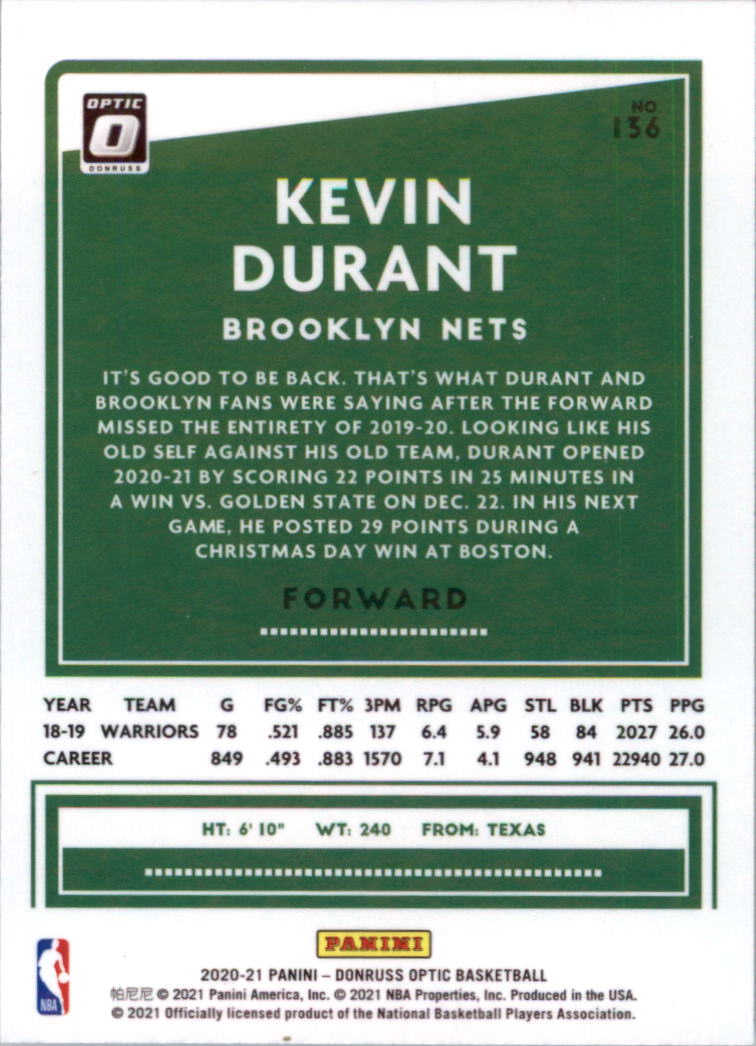 OPTIC
O
DONRUSS
NO.
136
KEVIN
DURANT
BROOKLYN NETS
IT'S GOOD TO BE BACK. THAT'S WHAT DURANT AND
BROOKLYN FANS WERE SAYING AFTER THE FORWARD
MISSED THE ENTIRETY OF 2019-20. LOOKING LIKE HIS
OLD SELF AGAINST HIS OLD TEAM, DURANT OPENED
2020-21 BY SCORING 22 POINTS IN 25 MINUTES IN
A WIN VS. GOLDEN STATE ON DEC. 22. IN HIS NEXT
GAME, HE POSTED 29 POINTS DURING A
CHRISTMAS DAY WIN AT BOSTON.
FORWARD
YEAR TEAM G FG% FT% 3PM RPG APG STL BLK PTS PPG
18-19 WARRIORS 78 .521 .885 137 6.4 5.9 58 84 2027 26.0
CAREER 849 .493 .883 1570 7.1 4.1 948 941 22940 27.0
HT: 6' 10" WT: 240 FROM: TEXAS
PANINI
NBA
2020-21 PANINI – DONRUSS OPTIC BASKETBALL
帕尼尼 © 2021 Panini America, Inc. © 2021 NBA Properties, Inc. Produced in the USA.
© 2021 Officially licensed product of the National Basketball Players Association.